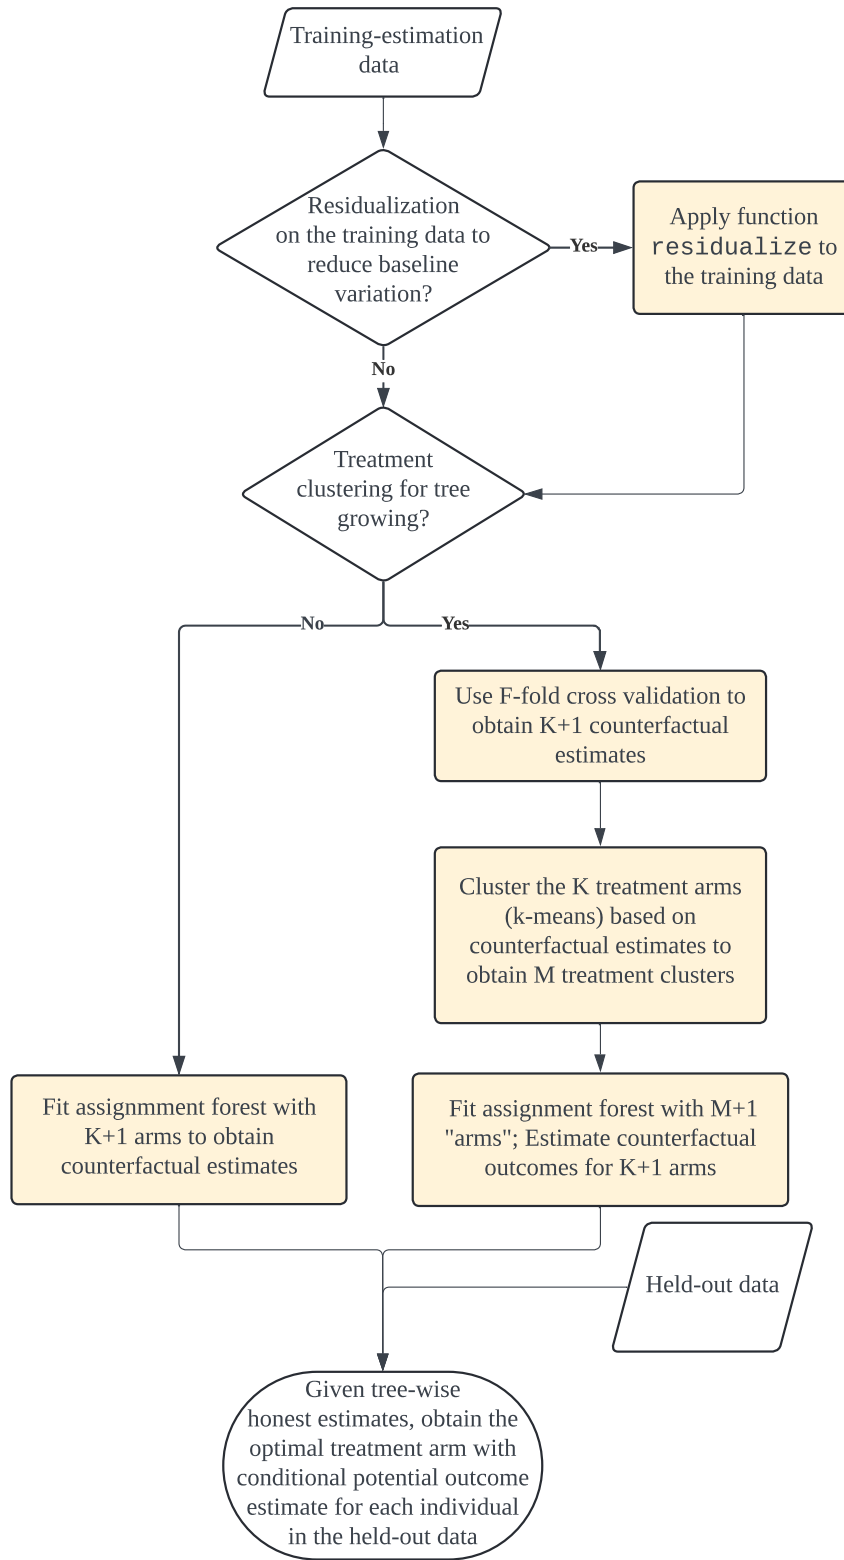 Training-estimation
data
Residualization
on the training data to
reduce baseline
variation?
Yes
Apply function
residualize to
the training data
No
Treatment
clustering for tree
growing?
No
Yes
Use F-fold cross validation to
obtain K+1 counterfactual
estimates
Cluster the K treatment arms
(k-means) based on
counterfactual estimates to
obtain M treatment clusters
Fit assignmment forest with
K+1 arms to obtain
counterfactual estimates
Fit assignment forest with M+1
"arms"; Estimate counterfactual
outcomes for K+1 arms
Held-out data
Given tree-wise
honest estimates, obtain the
optimal treatment arm with
conditional potential outcome
estimate for each individual
in the held-out data